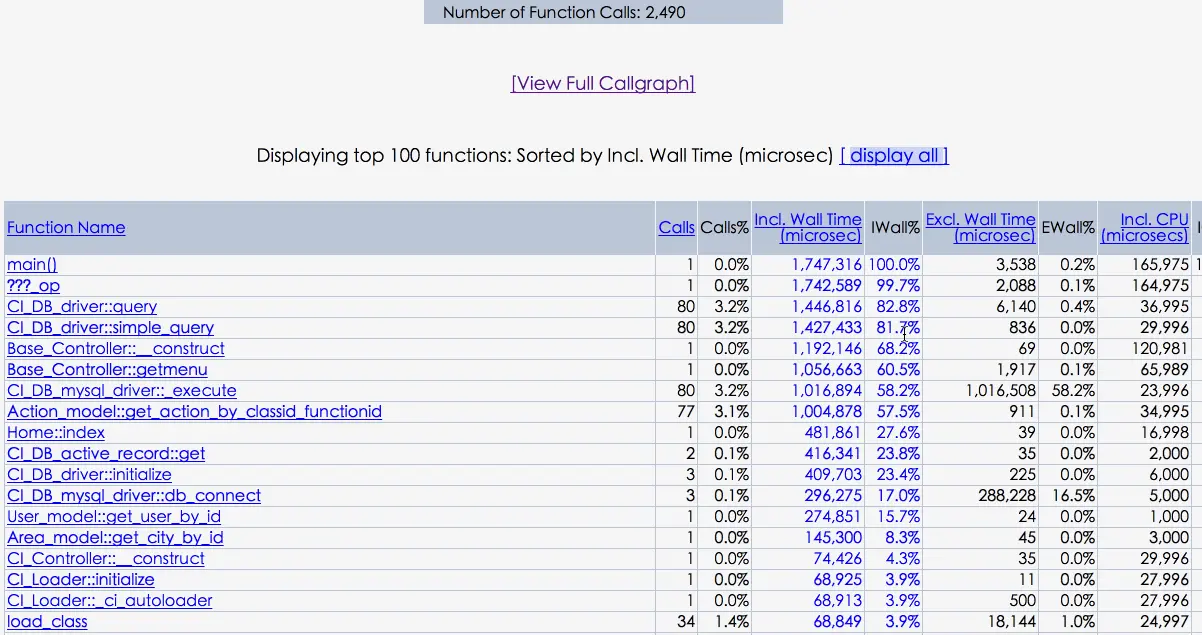 Number of Function Calls: 2,490
[View Full Callgraph]
Displaying top 100 functions: Sorted by Incl. Wall Time (microsec) [ display all ]
Function Name Calls Calls% Incl. Wall Time (microsec) IWall% Excl. Wall Time (microsec) EWall% Incl. CPU (microsecs)
main() 1 0.0% 1,747,316 100.0% 3,538 0.2% 165,975 1
???_op 1 0.0% 1,742,589 99.7% 2,088 0.1% 164,975
CI_DB_driver::query 80 3.2% 1,446,816 82.8% 6,140 0.4% 36,995
CI_DB_driver::simple_query 80 3.2% 1,427,433 81.7% 836 0.0% 29,996
Base_Controller::__construct 1 0.0% 1,192,146 68.2% 69 0.0% 120,981
Base_Controller::getmenu 1 0.0% 1,056,663 60.5% 1,917 0.1% 65,989
CI_DB_mysql_driver::_execute 80 3.2% 1,016,894 58.2% 1,016,508 58.2% 23,996
Action_model::get_action_by_classid_functionid 77 3.1% 1,004,878 57.5% 911 0.1% 34,995
Home::index 1 0.0% 481,861 27.6% 39 0.0% 16,998
CI_DB_active_record::get 2 0.1% 416,341 23.8% 35 0.0% 2,000
CI_DB_driver::initialize 3 0.1% 409,703 23.4% 225 0.0% 6,000
CI_DB_mysql_driver::db_connect 3 0.1% 296,275 17.0% 288,228 16.5% 5,000
User_model::get_user_by_id 1 0.0% 274,851 15.7% 24 0.0% 1,000
Area_model::get_city_by_id 1 0.0% 145,300 8.3% 45 0.0% 3,000
CI_Controller::__construct 1 0.0% 74,426 4.3% 35 0.0% 29,996
CI_Loader::initialize 1 0.0% 68,925 3.9% 11 0.0% 27,996
CI_Loader::_ci_autoloader 1 0.0% 68,913 3.9% 500 0.0% 27,996
load_class 34 1.4% 68,849 3.9% 18,144 1.0% 24,997